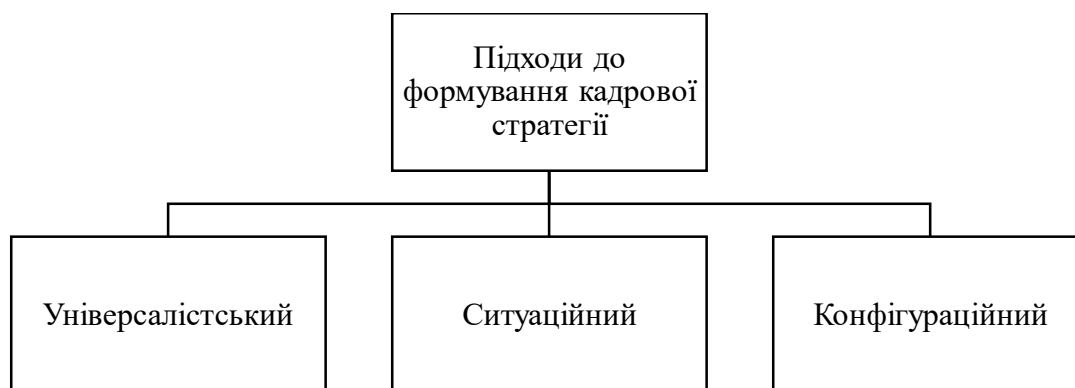 Підходи до
формування кадрової
стратегії
Універсалістський
Ситуаційний
Конфігураційний